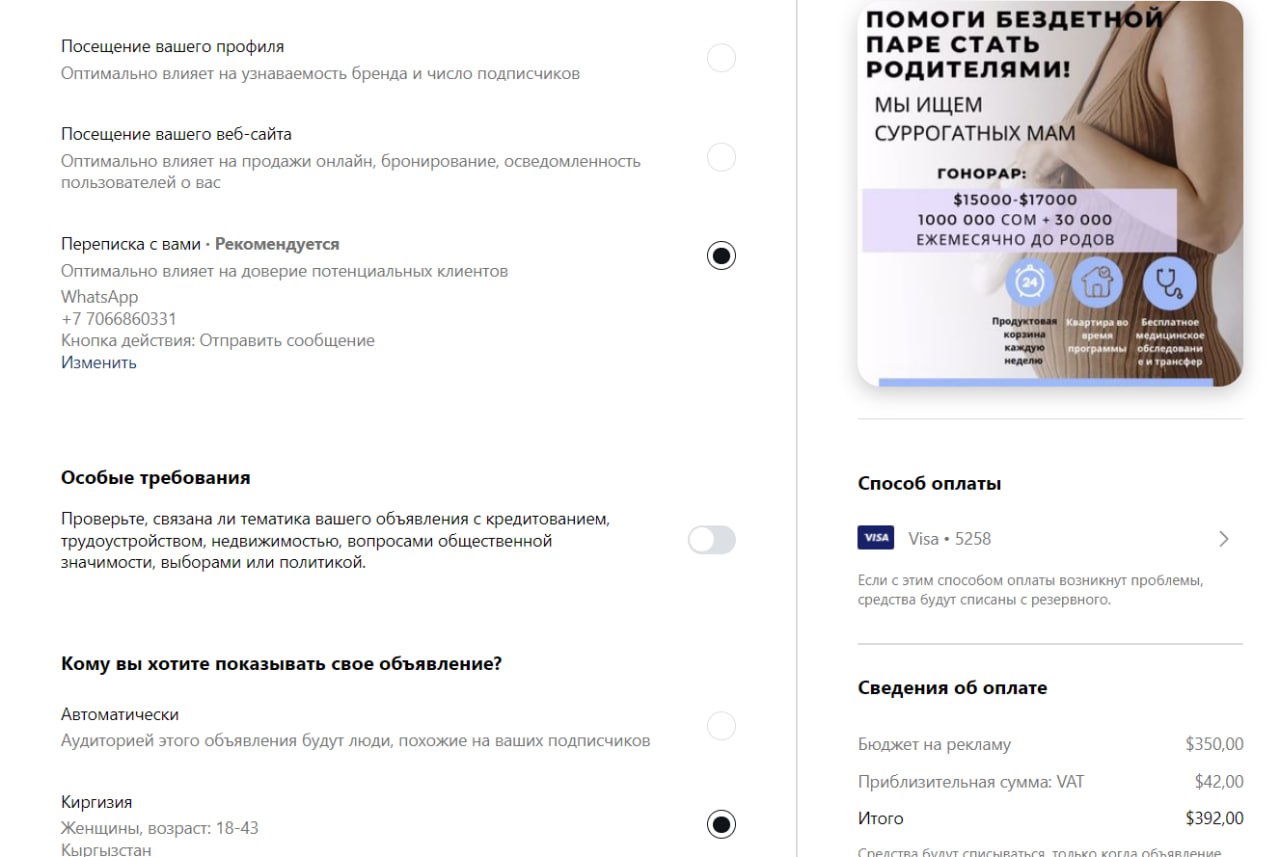 Посещение вашего профиля
Оптимально влияет на узнаваемость бренда и число подписчиков
Посещение вашего веб-сайта
Оптимально влияет на продажи онлайн, бронирование, осведомленность
пользователей о вас
Переписка с вами · Рекомендуется
Оптимально влияет на доверие потенциальных клиентов
WhatsApp
+7 7066860331
Кнопка действия: Отправить сообщение
Изменить
Особые требования
Проверьте, связана ли тематика вашего объявления с кредитованием,
трудоустройством, недвижимостью, вопросами общественной
значимости, выборами или политикой.
Кому вы хотите показывать свое объявление?
Автоматически
Аудиторией этого объявления будут люди, похожие на ваших подписчиков
Киргизия
Женщины, возраст: 18-43
Кыргызстан
ПОМОГИ БЕЗДЕТНОЙ
ПАРЕ СТАТЬ
РОДИТЕЛЯМИ!
МЫ ИЩЕМ
СУРРОГАТНЫХ МАМ
ГОНОРАР:
$15000-$17000
1000 000 СОМ + 30 000
ЕЖЕМЕСЯЧНО ДО РОДОВ
24
Продуктовая
корзина
каждую
неделю
Квартира во
время
программы
Бесплатное
медицинское
обследовани
е и трансфер
Способ оплаты
VISA Visa • 5258
Если с этим способом оплаты возникнут проблемы,
средства будут списаны с резервного.
Сведения об оплате
Бюджет на рекламу $350,00
Приблизительная сумма: VAT $42,00
Итого $392,00
Средства будут списываться, только когда объявление